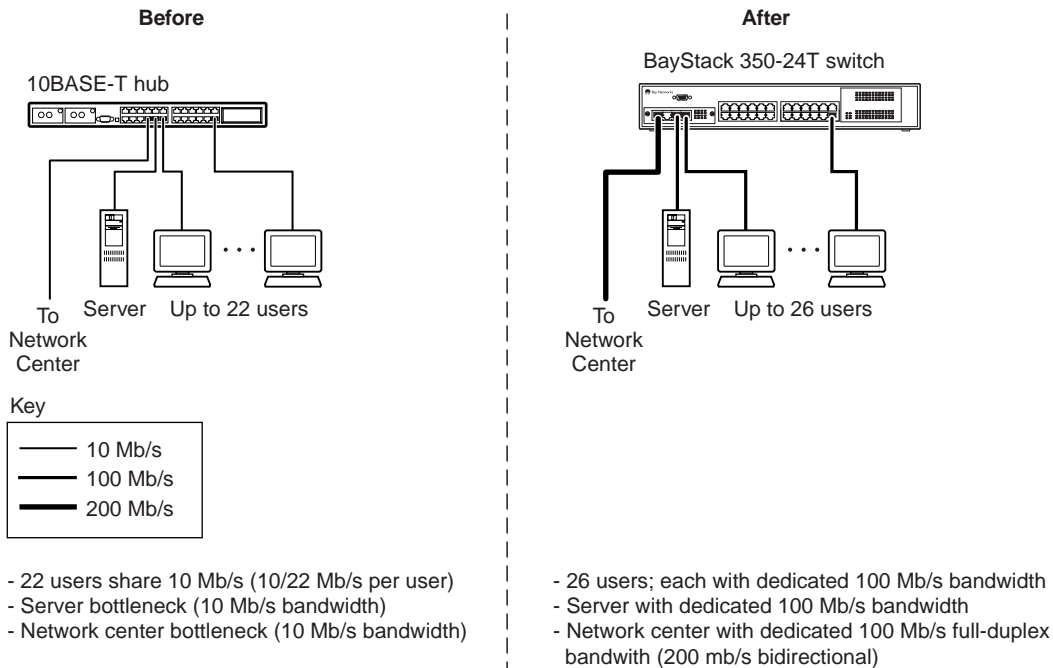 Before
10BASE-T hub
To
Network
Center
Server
Up to 22 users
Key
10 Mb/s
100 Mb/s
200 Mb/s
- 22 users share 10 Mb/s (10/22 Mb/s per user)
- Server bottleneck (10 Mb/s bandwidth)
- Network center bottleneck (10 Mb/s bandwidth)
After
BayStack 350-24T switch
Bay Networks
To
Network
Center
Server
Up to 26 users
- 26 users; each with dedicated 100 Mb/s bandwidth
- Server with dedicated 100 Mb/s bandwidth
- Network center with dedicated 100 Mb/s full-duplex
bandwith (200 mb/s bidirectional)